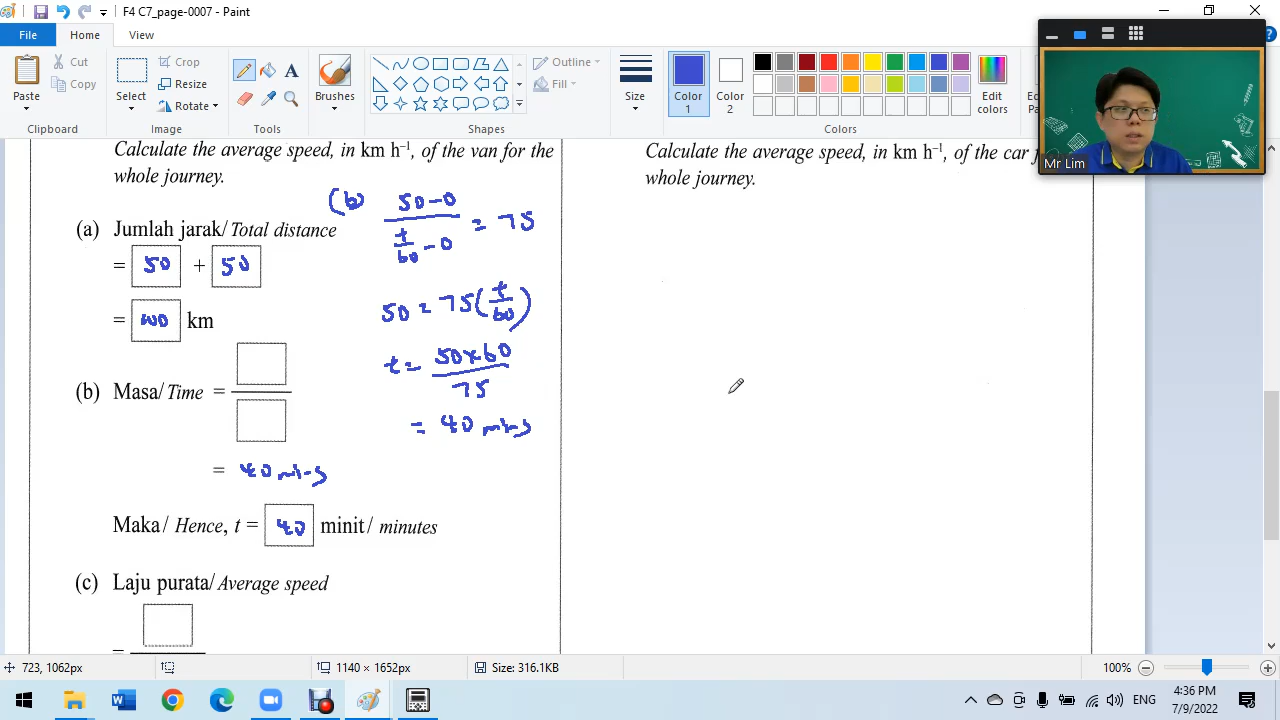 F4 C7_page-0007 - Paint
File Home View
Paste Cut Copy Clipboard
Select Crop Resize Rotate Image
Tools
Brushes
Shapes
Outline Fill
Size
Color 1 Color 2 Edit colors Colors
Mr Lim
Calculate the average speed, in km h⁻¹, of the van for the
whole journey.
(a) Jumlah jarak/ Total distance
= 50 + 50
= 100 km
(b) Masa/ Time =
= 40 mins
Maka/ Hence, t = 40 minit/ minutes
(c) Laju purata/ Average speed
=
(b) 50-0
t/60 - 0 = 75
50 = 75(t/60)
t = 50×60
75
= 40 mins
Calculate the average speed, in km h⁻¹, of the car
whole journey.
723, 1062px 1140 × 1652px Size: 316.1KB 100%
ENG 4:36 PM
7/9/2022